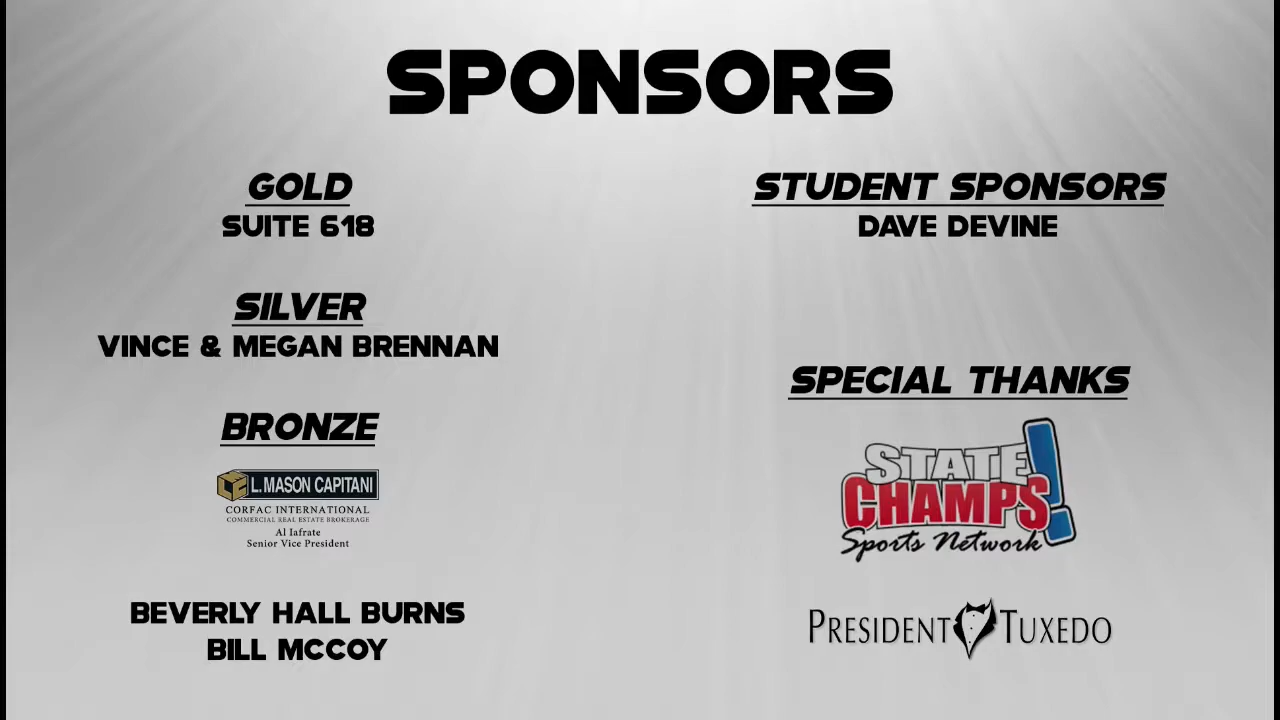 SPONSORS
GOLD
SUITE 618
SILVER
VINCE & MEGAN BRENNAN
BRONZE
L. MASON CAPITANI
CORFAC INTERNATIONAL
COMMERCIAL REAL ESTATE BROKERAGE
Al Iafrate
Senior Vice President
BEVERLY HALL BURNS
BILL MCCOY
STUDENT SPONSORS
DAVE DEVINE
SPECIAL THANKS
STATE
CHAMPS!
Sports Network
PRESIDENT TUXEDO